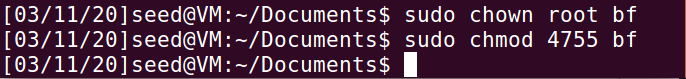 [03/11/20]seed@VM:~/Documents$ sudo chown root bf
[03/11/20]seed@VM:~/Documents$ sudo chmod 4755 bf
[03/11/20]seed@VM:~/Documents$